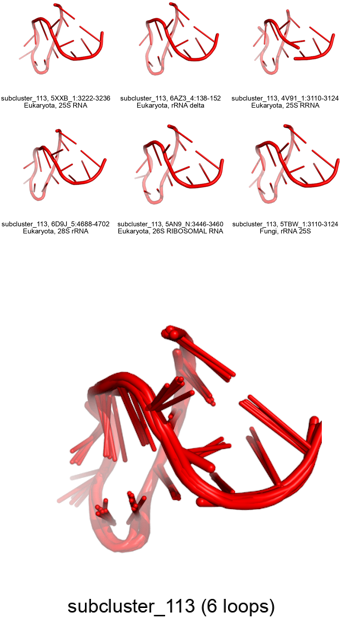 subcluster_113, 5XXB_1:3222-3236
Eukaryota, 25S RNA
subcluster_113, 6AZ3_4:138-152
Eukaryota, rRNA delta
subcluster_113, 4V91_1:3110-3124
Eukaryota, 25S RRNA
subcluster_113, 6D9J_5:4688-4702
Eukaryota, 28S rRNA
subcluster_113, 5AN9_N:3446-3460
Eukaryota, 26S RIBOSOMAL RNA
subcluster_113, 5TBW_1:3110-3124
Fungi, rRNA 25S
subcluster_113 (6 loops)